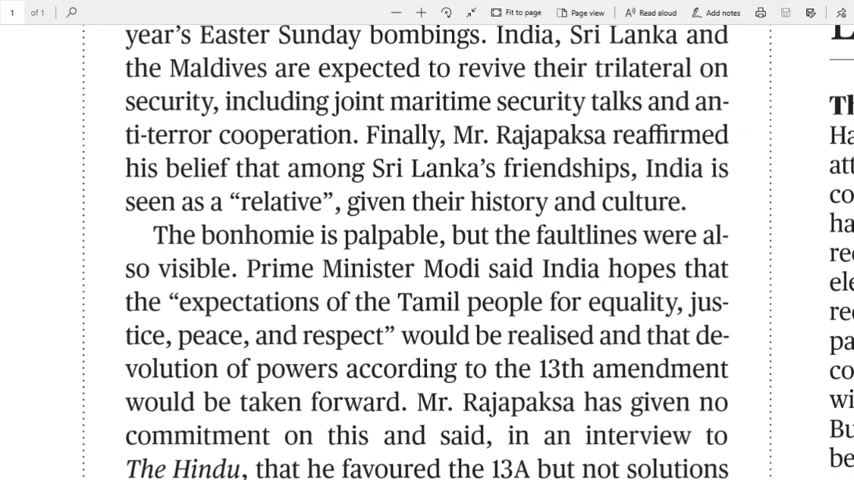 1 of 1 Fit to page Page view Read aloud Add notes
year's Easter Sunday bombings. India, Sri Lanka and
the Maldives are expected to revive their trilateral on
security, including joint maritime security talks and an-
ti-terror cooperation. Finally, Mr. Rajapaksa reaffirmed
his belief that among Sri Lanka's friendships, India is
seen as a “relative”, given their history and culture.
The bonhomie is palpable, but the faultlines were al-
so visible. Prime Minister Modi said India hopes that
the “expectations of the Tamil people for equality, jus-
tice, peace, and respect” would be realised and that de-
volution of powers according to the 13th amendment
would be taken forward. Mr. Rajapaksa has given no
commitment on this and said, in an interview to
The Hindu, that he favoured the 13A but not solutions